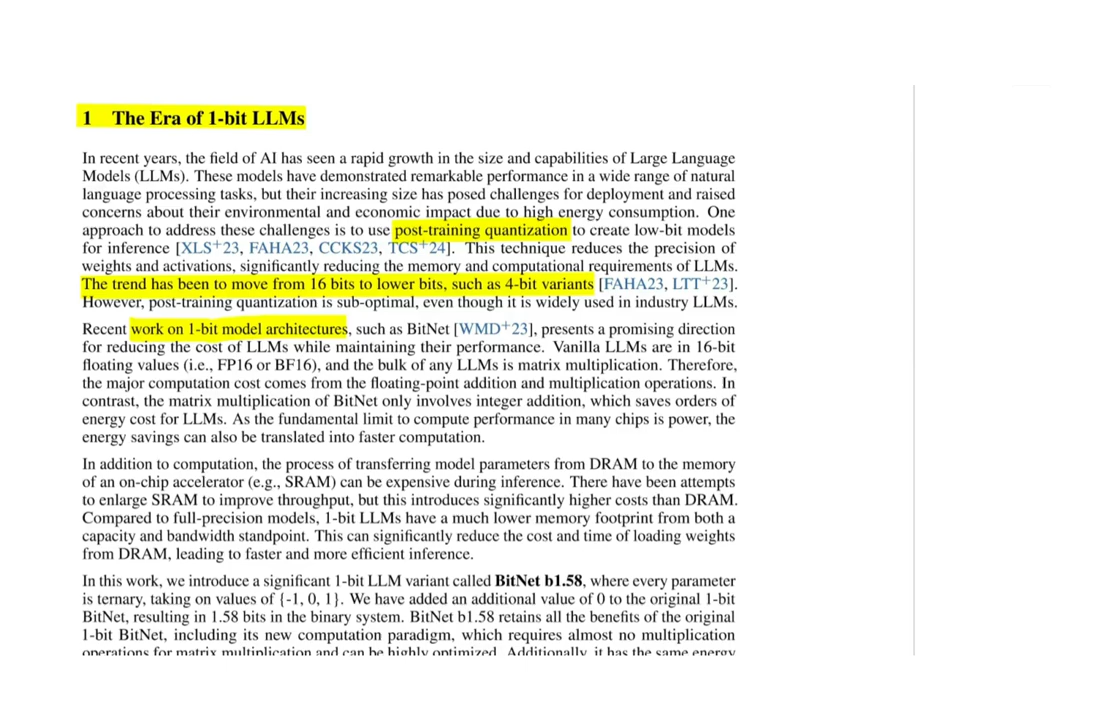 1 The Era of 1-bit LLMs
In recent years, the field of AI has seen a rapid growth in the size and capabilities of Large Language
Models (LLMs). These models have demonstrated remarkable performance in a wide range of natural
language processing tasks, but their increasing size has posed challenges for deployment and raised
concerns about their environmental and economic impact due to high energy consumption. One
approach to address these challenges is to use post-training quantization to create low-bit models
for inference [XLS+23, FAHA23, CCKS23, TCS+24]. This technique reduces the precision of
weights and activations, significantly reducing the memory and computational requirements of LLMs.
The trend has been to move from 16 bits to lower bits, such as 4-bit variants [FAHA23, LTT+23].
However, post-training quantization is sub-optimal, even though it is widely used in industry LLMs.
Recent work on 1-bit model architectures, such as BitNet [WMD+23], presents a promising direction
for reducing the cost of LLMs while maintaining their performance. Vanilla LLMs are in 16-bit
floating values (i.e., FP16 or BF16), and the bulk of any LLMs is matrix multiplication. Therefore,
the major computation cost comes from the floating-point addition and multiplication operations. In
contrast, the matrix multiplication of BitNet only involves integer addition, which saves orders of
energy cost for LLMs. As the fundamental limit to compute performance in many chips is power, the
energy savings can also be translated into faster computation.
In addition to computation, the process of transferring model parameters from DRAM to the memory
of an on-chip accelerator (e.g., SRAM) can be expensive during inference. There have been attempts
to enlarge SRAM to improve throughput, but this introduces significantly higher costs than DRAM.
Compared to full-precision models, 1-bit LLMs have a much lower memory footprint from both a
capacity and bandwidth standpoint. This can significantly reduce the cost and time of loading weights
from DRAM, leading to faster and more efficient inference.
In this work, we introduce a significant 1-bit LLM variant called BitNet b1.58, where every parameter
is ternary, taking on values of {-1, 0, 1}. We have added an additional value of 0 to the original 1-bit
BitNet, resulting in 1.58 bits in the binary system. BitNet b1.58 retains all the benefits of the original
1-bit BitNet, including its new computation paradigm, which requires almost no multiplication
operations for matrix multiplication and can be highly optimized. Additionally, it has the same energy